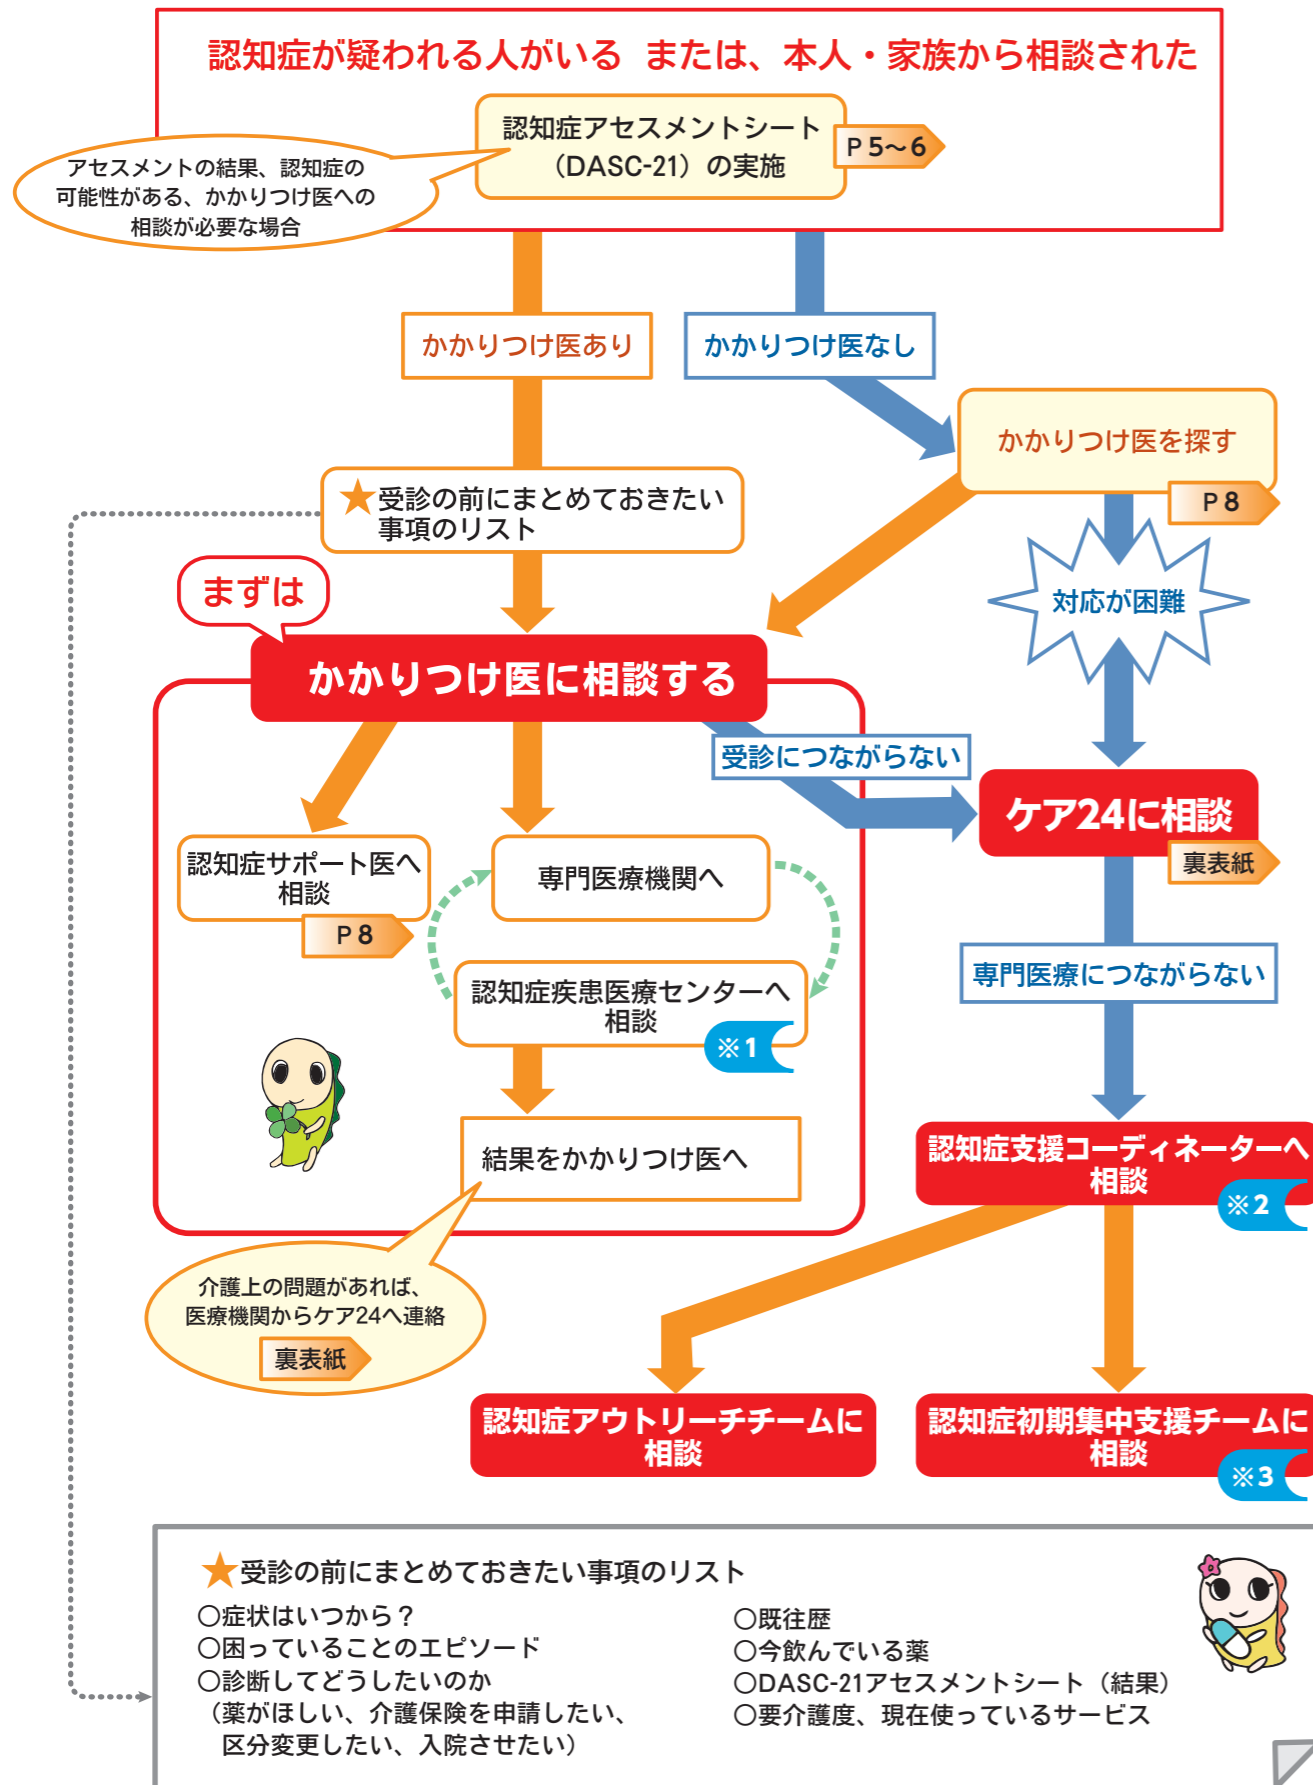 認知症が疑われる人がいる または、本人・家族から相談された
認知症アセスメントシート
（DASC-21）の実施
P 5～6
アセスメントの結果、認知症の
可能性がある、かかりつけ医への
相談が必要な場合
かかりつけ医あり
かかりつけ医なし
かかりつけ医を探す
P 8
★受診の前にまとめておきたい
事項のリスト
対応が困難
まずは
かかりつけ医に相談する
受診につながらない
ケア24に相談
裏表紙
認知症サポート医へ
相談
P 8
専門医療機関へ
認知症疾患医療センターへ
相談
※1
専門医療につながらない
結果をかかりつけ医へ
認知症支援コーディネーターへ
相談
※2
介護上の問題があれば、
医療機関からケア24へ連絡
裏表紙
認知症アウトリーチチームに
相談
認知症初期集中支援チームに
相談
※3
★受診の前にまとめておきたい事項のリスト
○症状はいつから？
○困っていることのエピソード
○診断してどうしたいのか
（薬がほしい、介護保険を申請したい、
区分変更したい、入院させたい）
○既往歴
○今飲んでいる薬
○DASC-21アセスメントシート（結果）
○要介護度、現在使っているサービス